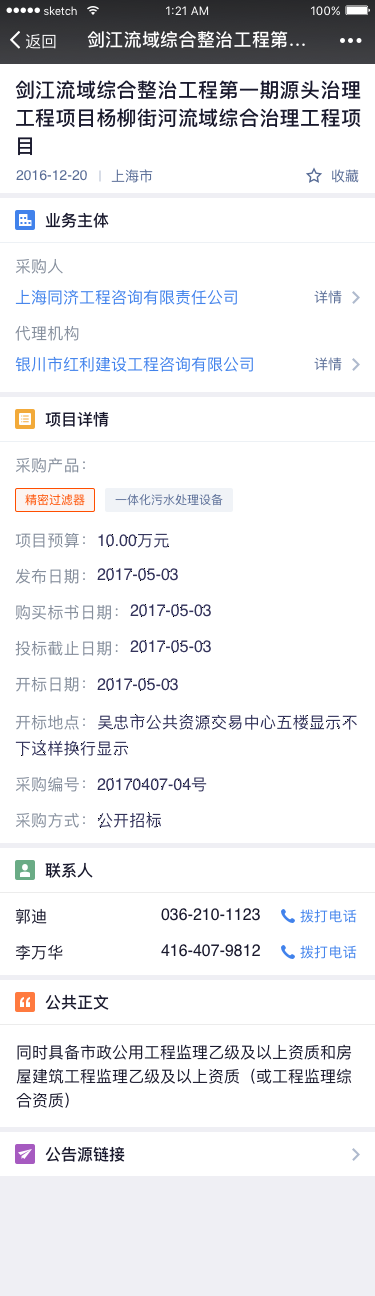 sketch 1:21 AM 100%
返回 剑江流域综合整治工程第...
剑江流域综合整治工程第一期源头治理
工程项目杨柳街河流域综合治理工程项
目
2016-12-20 | 上海市 收藏
业务主体
采购人
上海同济工程咨询有限责任公司 详情
代理机构
银川市红利建设工程咨询有限公司 详情
项目详情
采购产品：
精密过滤器 一体化污水处理设备
项目预算：10.00万元
发布日期：2017-05-03
购买标书日期：2017-05-03
投标截止日期：2017-05-03
开标日期：2017-05-03
开标地点：吴忠市公共资源交易中心五楼显示不
下这样换行显示
采购编号：20170407-04号
采购方式：公开招标
联系人
郭迪 036-210-1123 拨打电话
李万华 416-407-9812 拨打电话
公共正文
同时具备市政公用工程监理乙级及以上资质和房
屋建筑工程监理乙级及以上资质（或工程监理综
合资质）
公告源链接